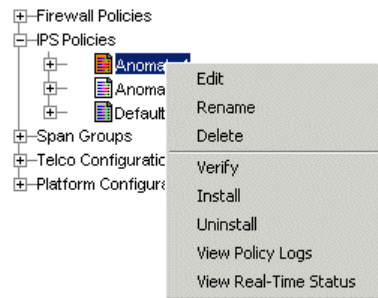 Firewall Policies
IPS Policies
Anoma
Anoma
Default
Span Groups
Telco Configuratic
Platform Configura
Edit
Rename
Delete
Verify
Install
Uninstall
View Policy Logs
View Real-Time Status